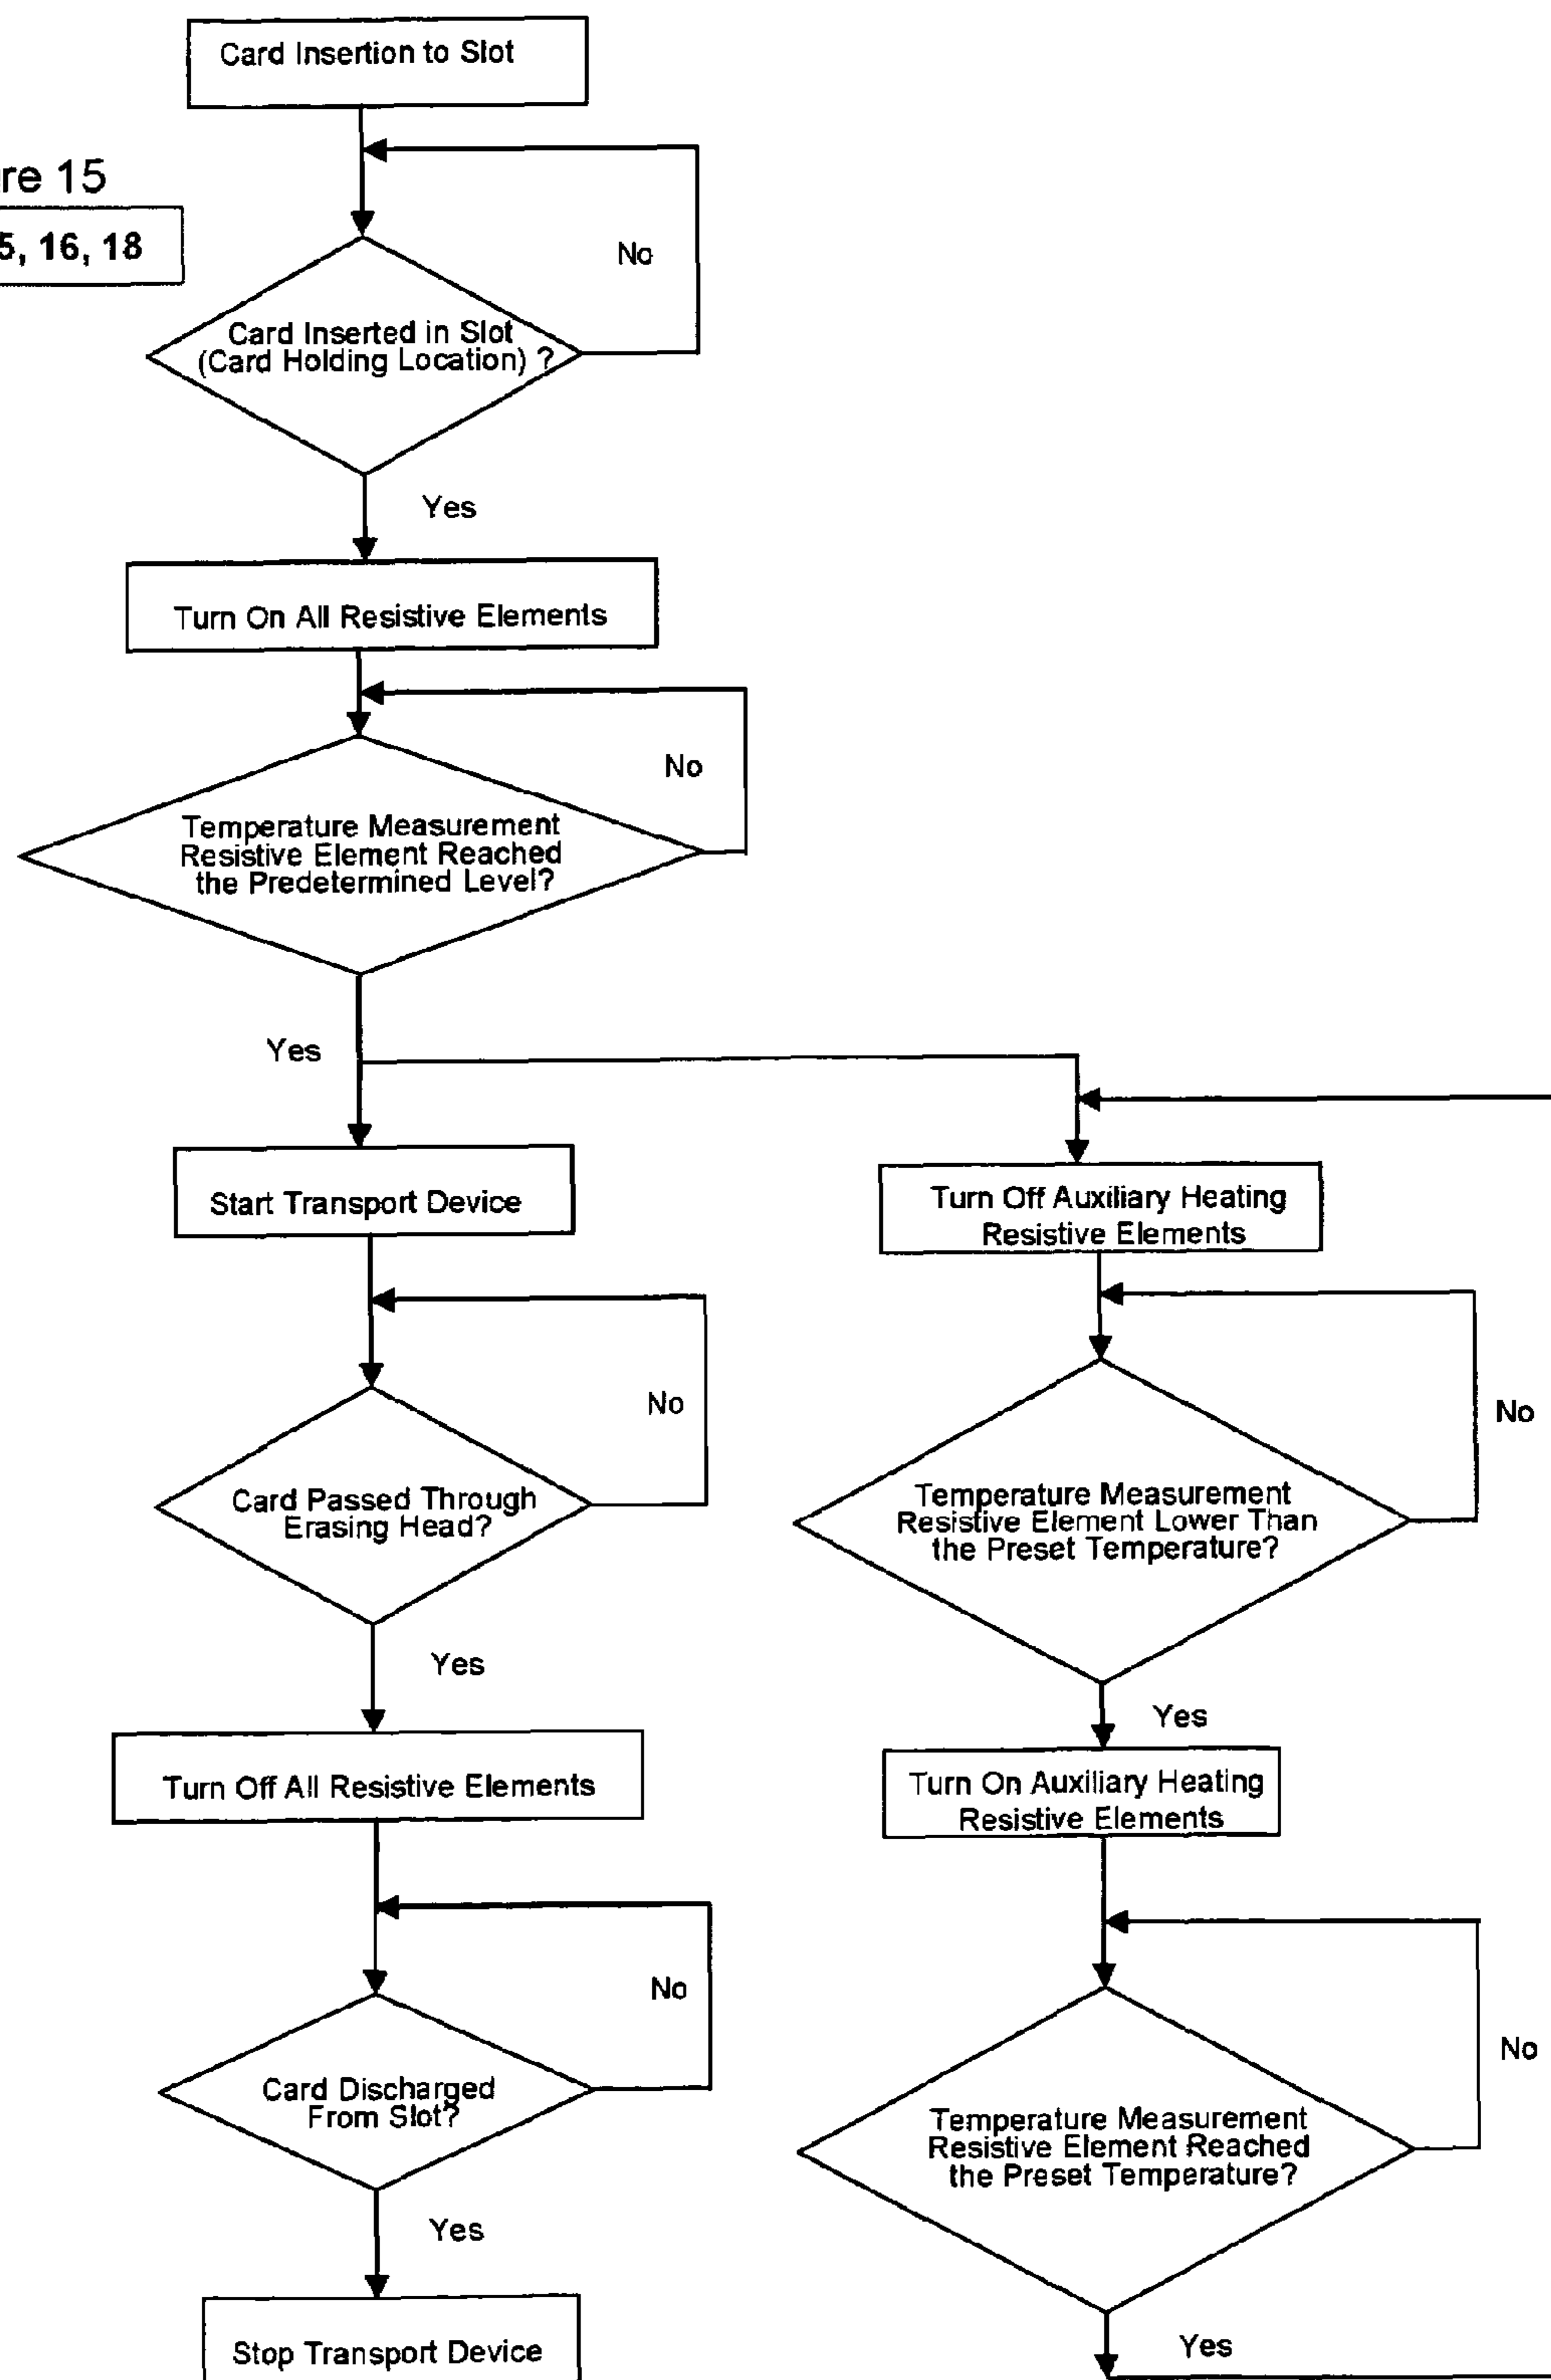 Card Insertion to Slot
re 15
5, 16, 18
No
Card Inserted in Slot
(Card Holding Location) ?
Yes
Turn On All Resistive Elements
No
Temperature Measurement
Resistive Element Reached
the Predetermined Level?
Yes
Start Transport Device
No
Card Passed Through
Erasing Head?
Yes
Turn Off All Resistive Elements
No
Card Discharged
From Slot?
Yes
Stop Transport Device
Turn Off Auxiliary Heating
Resistive Elements
No
Temperature Measurement
Resistive Element Lower Than
the Preset Temperature?
Yes
Turn On Auxiliary Heating
Resistive Elements
No
Temperature Measurement
Resistive Element Reached
the Preset Temperature?
Yes